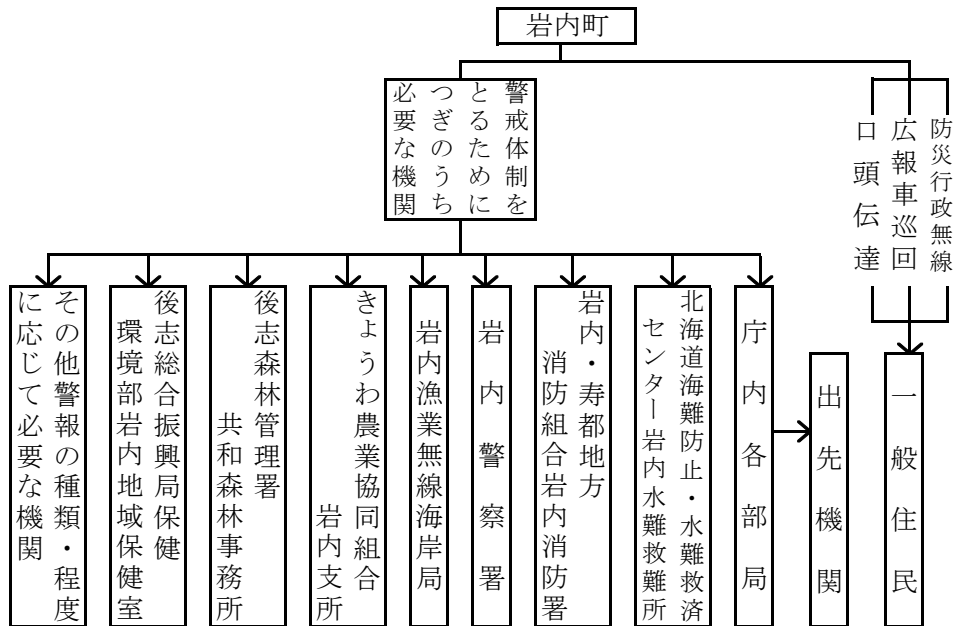 岩内町
警戒体制を
とるために
つぎのうち
必要な機関
防災行政無線
広報車巡回
口頭伝達
一般住民
出先機関
庁内各部局
北海道海難防止・水難救済
センター岩内水難救難所
岩内・寿都地方
消防組合岩内消防署
岩内警察署
岩内漁業無線海岸局
きょうわ農業協同組合
岩内支所
後志森林管理署
共和森林事務所
後志総合振興局保健
環境部岩内地域保健室
その他警報の種類・程度
に応じて必要な機関